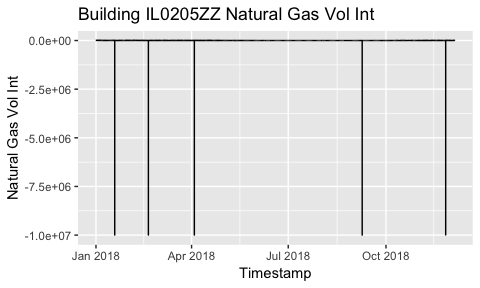 Building IL0205ZZ Natural Gas Vol Int
Natural Gas Vol Int
0.0e+00
-2.5e+06
-5.0e+06
-7.5e+06
-1.0e+07
Jan 2018
Apr 2018
Jul 2018
Oct 2018
Timestamp